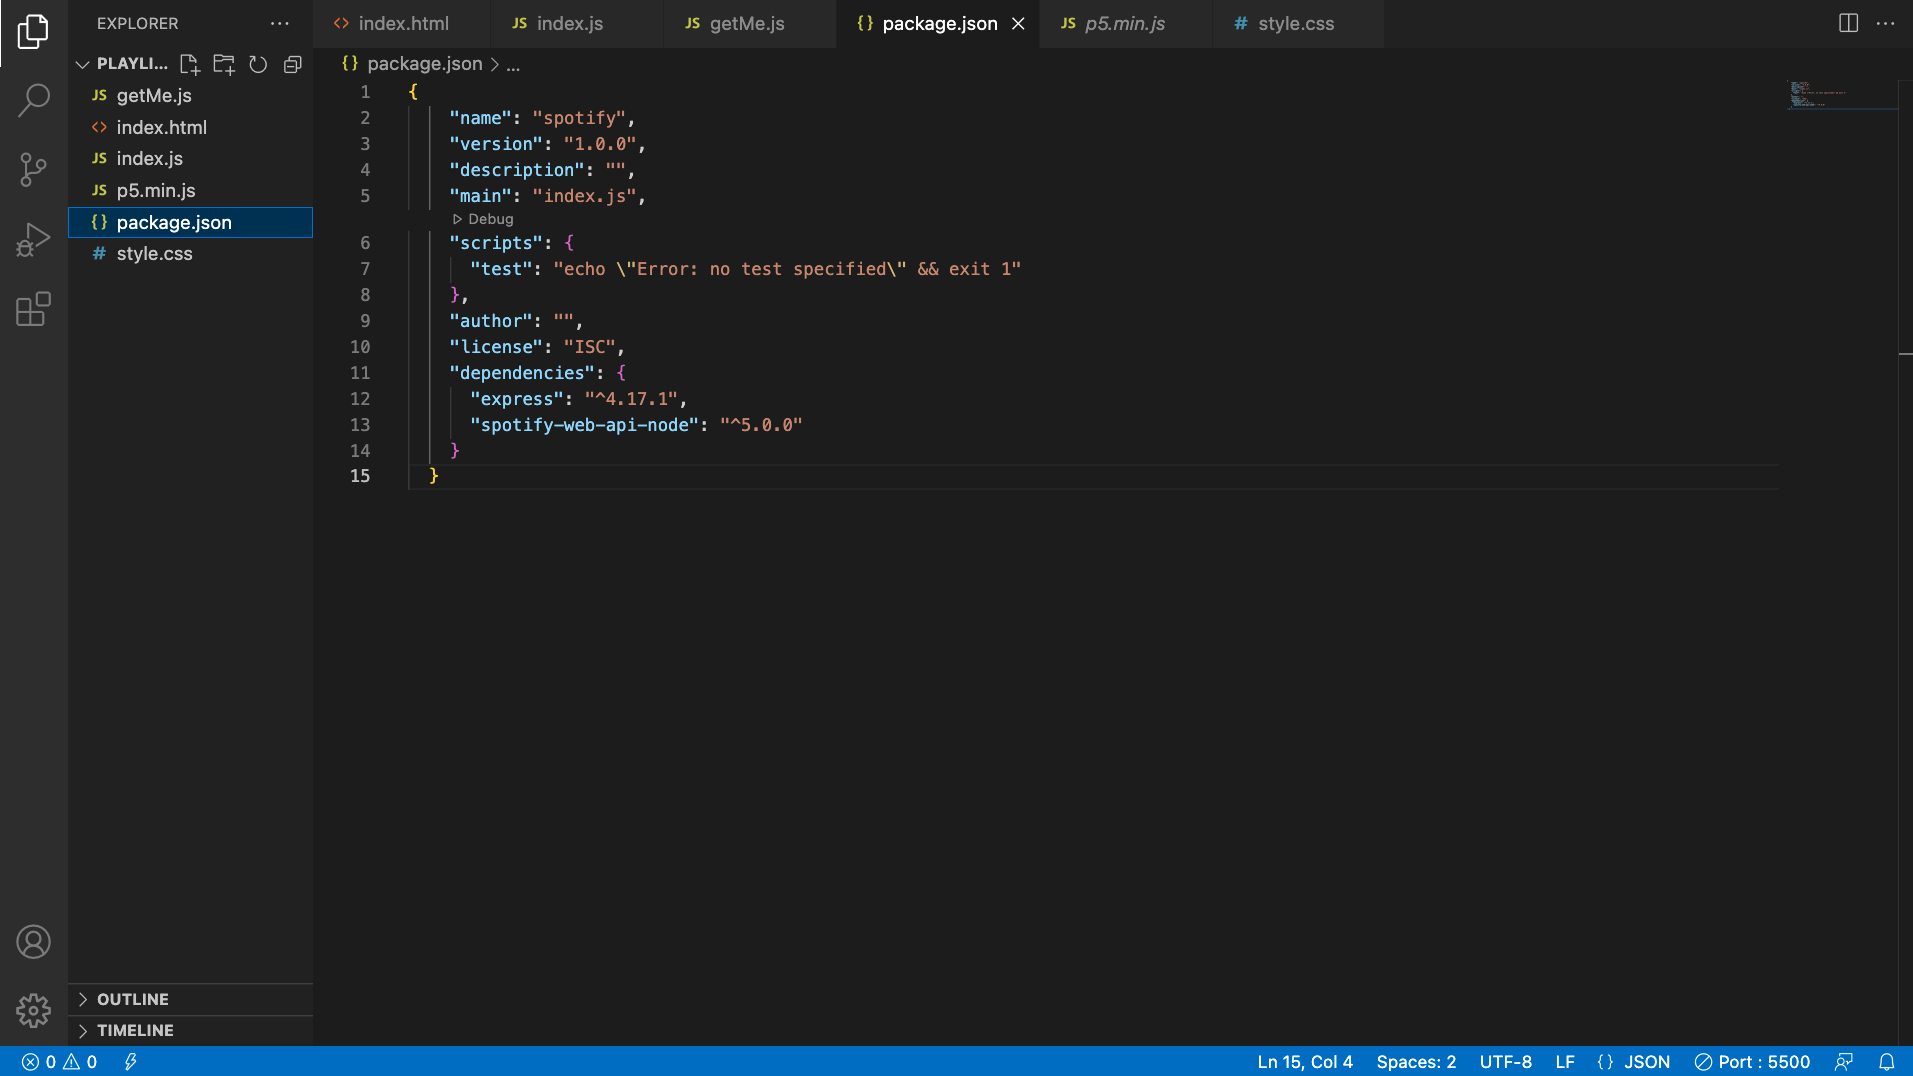 EXPLORER
PLAYLI...
JS getMe.js
<> index.html
JS index.js
JS p5.min.js
{} package.json
# style.css
OUTLINE
TIMELINE
<> index.html JS index.js JS getMe.js {} package.json JS p5.min.js # style.css
{} package.json > ...
1 {
2 "name": "spotify",
3 "version": "1.0.0",
4 "description": "",
5 "main": "index.js",
Debug
6 "scripts": {
7 "test": "echo \"Error: no test specified\" && exit 1"
8 },
9 "author": "",
10 "license": "ISC",
11 "dependencies": {
12 "express": "^4.17.1",
13 "spotify-web-api-node": "^5.0.0"
14 }
15 }
0 0 Ln 15, Col 4 Spaces: 2 UTF-8 LF {} JSON Port : 5500